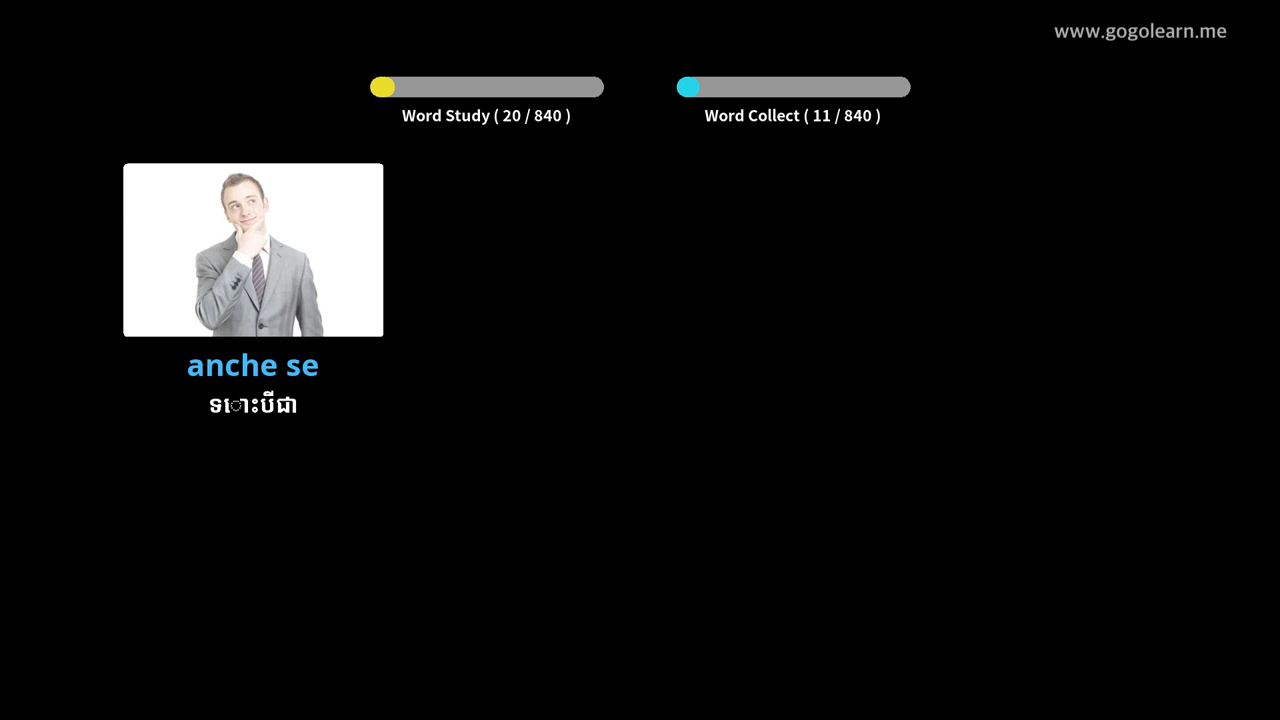 www.gogolearn.me
Word Study ( 20 / 840 )
Word Collect ( 11 / 840 )
anche se
ទោះបីជា